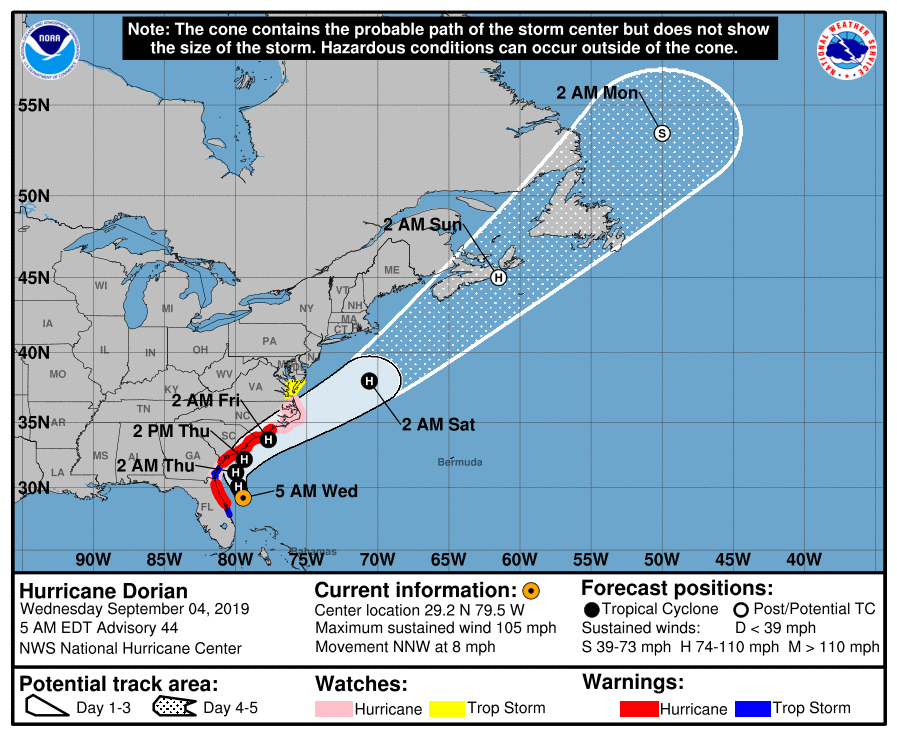 Note: The cone contains the probable path of the storm center but does not show
the size of the storm. Hazardous conditions can occur outside of the cone.
NOAA
NATIONAL WEATHER SERVICE
2 AM Mon
55N
S
50N
2 AM Sun
45N
H
ME
WI
VT
NH
MI
NY
MA
CT
IA
40N
PA
IL
IN
OH
MO
WV
VA
KY
2 AM Fri
H
2 AM Sat
35N
NC
TN
AR
2 PM Thu
SC
H
MS
AL
GA
H
Bermuda
LA
2 AM Thu
H
30N
H
5 AM Wed
FL
Bahamas
90W 85W 80W 75W 70W 65W 60W 55W 50W 45W 40W
Hurricane Dorian
Wednesday September 04, 2019
5 AM EDT Advisory 44
NWS National Hurricane Center
Current information:
Center location 29.2 N 79.5 W
Maximum sustained wind 105 mph
Movement NNW at 8 mph
Forecast positions:
Tropical Cyclone Post/Potential TC
Sustained winds: D < 39 mph
S 39-73 mph H 74-110 mph M > 110 mph
Potential track area:
Day 1-3 Day 4-5
Watches:
Hurricane Trop Storm
Warnings:
Hurricane Trop Storm